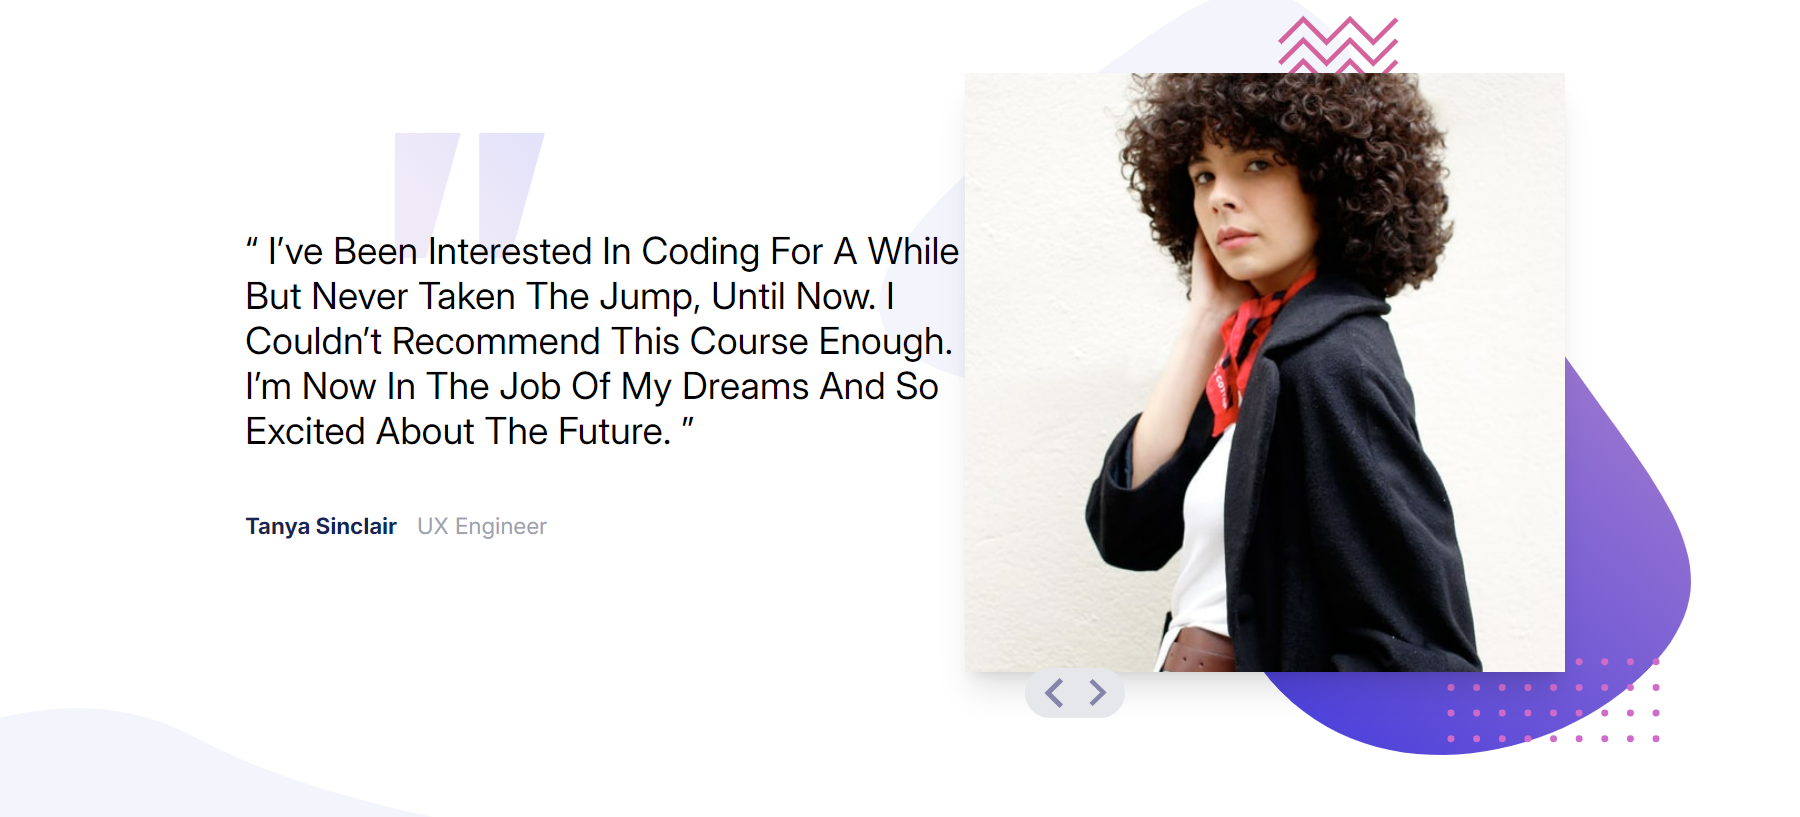 “ I’ve Been Interested In Coding For A While
But Never Taken The Jump, Until Now. I
Couldn’t Recommend This Course Enough.
I’m Now In The Job Of My Dreams And So
Excited About The Future. ”
Tanya Sinclair UX Engineer